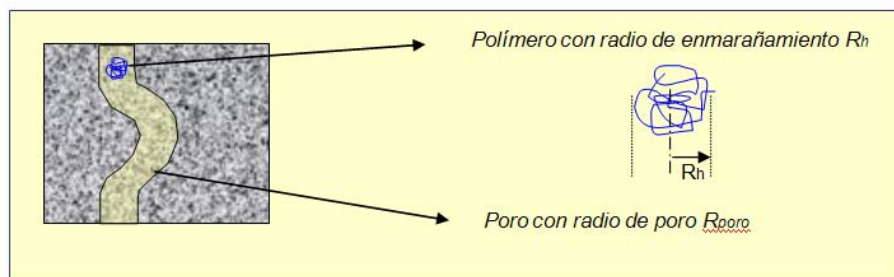 Polímero con radio de enmarañamiento Rh
Rh
Poro con radio de poro Rporo